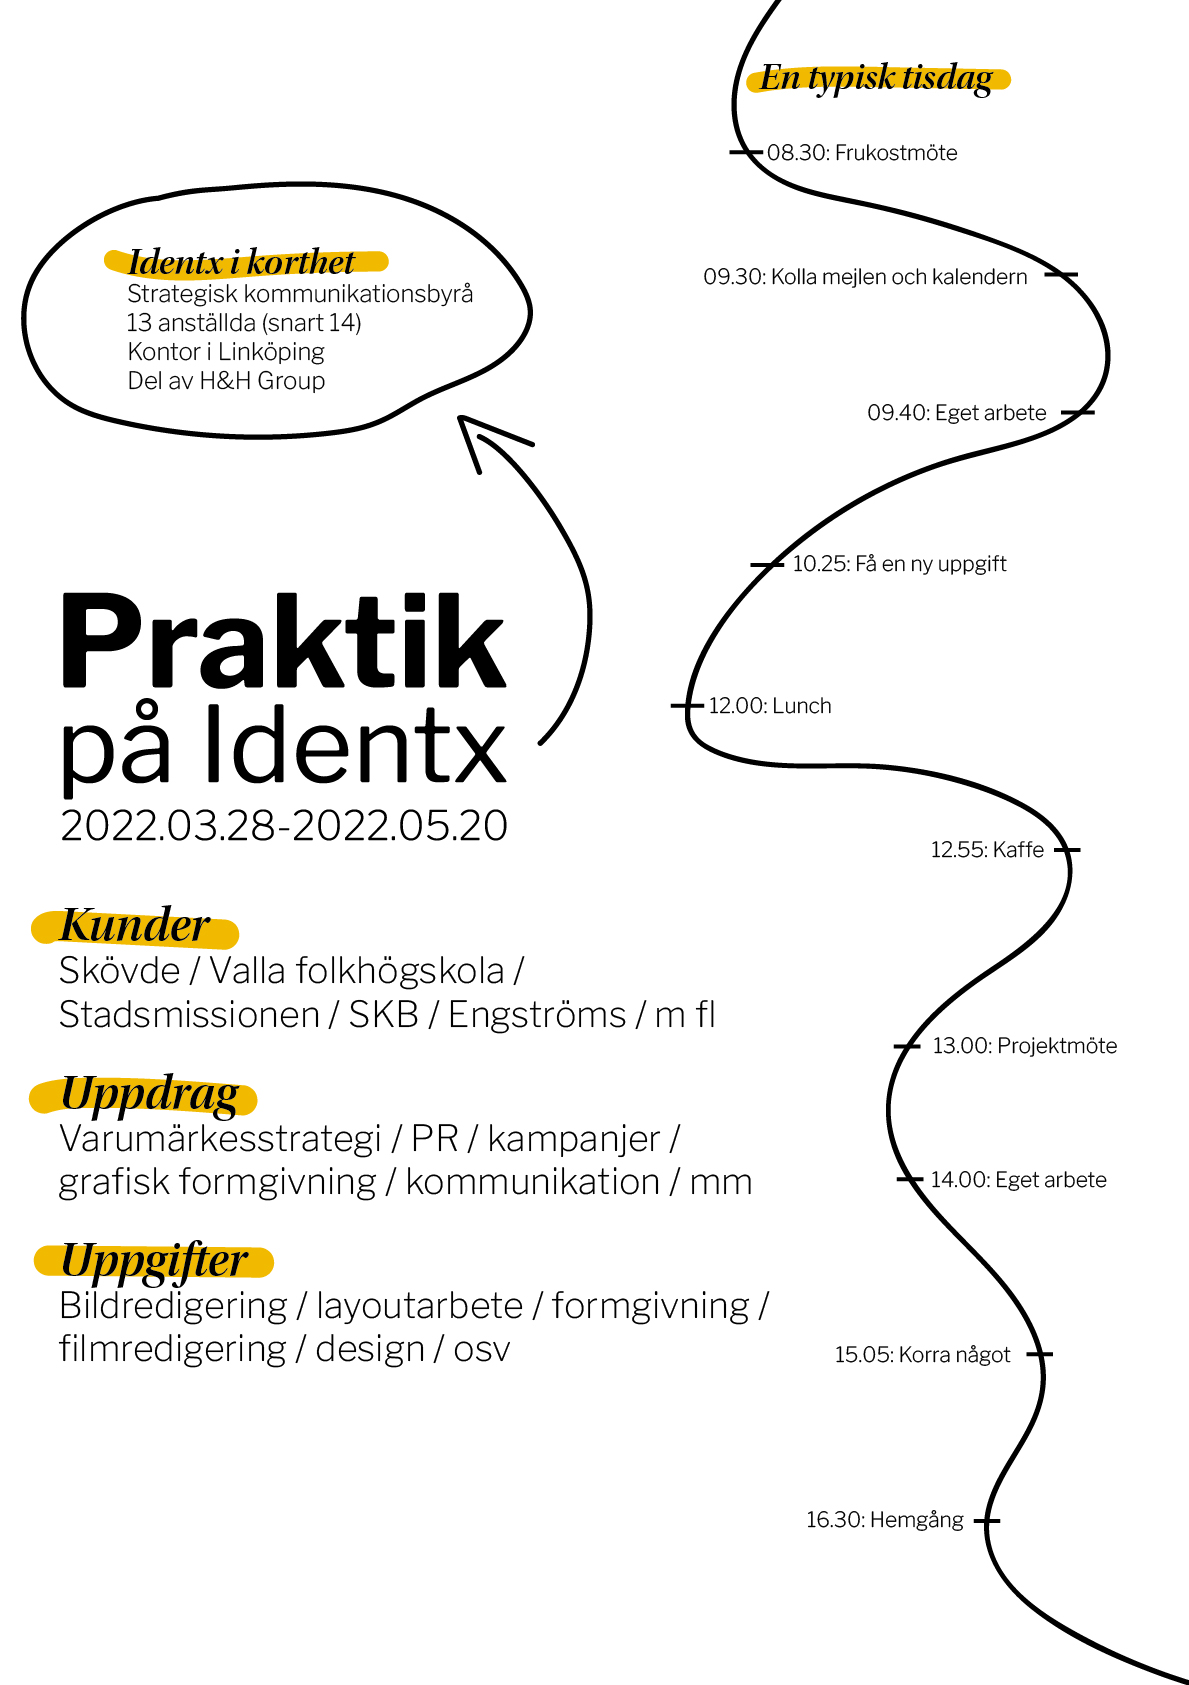 En typisk tisdag
08.30: Frukostmöte
09.30: Kolla mejlen och kalendern
09.40: Eget arbete
10.25: Få en ny uppgift
12.00: Lunch
12.55: Kaffe
13.00: Projektmöte
14.00: Eget arbete
15.05: Korra något
16.30: Hemgång
Identx i korthet
Strategisk kommunikationsbyrå
13 anställda (snart 14)
Kontor i Linköping
Del av H&H Group
Praktik
på Identx
2022.03.28-2022.05.20
Kunder
Skövde / Valla folkhögskola /
Stadsmissionen / SKB / Engströms / m fl
Uppdrag
Varumärkesstrategi / PR / kampanjer /
grafisk formgivning / kommunikation / mm
Uppgifter
Bildredigering / layoutarbete / formgivning /
filmredigering / design / osv